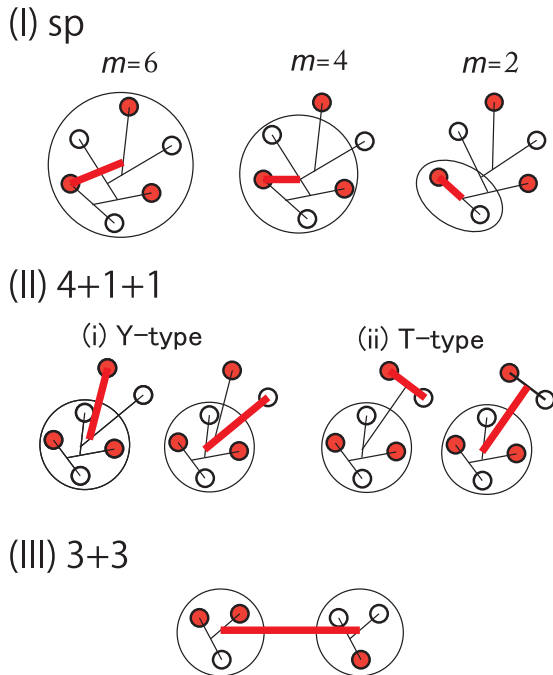 (I) sp
m=6 m=4 m=2
(II) 4+1+1
(i) Y-type (ii) T-type
(III) 3+3